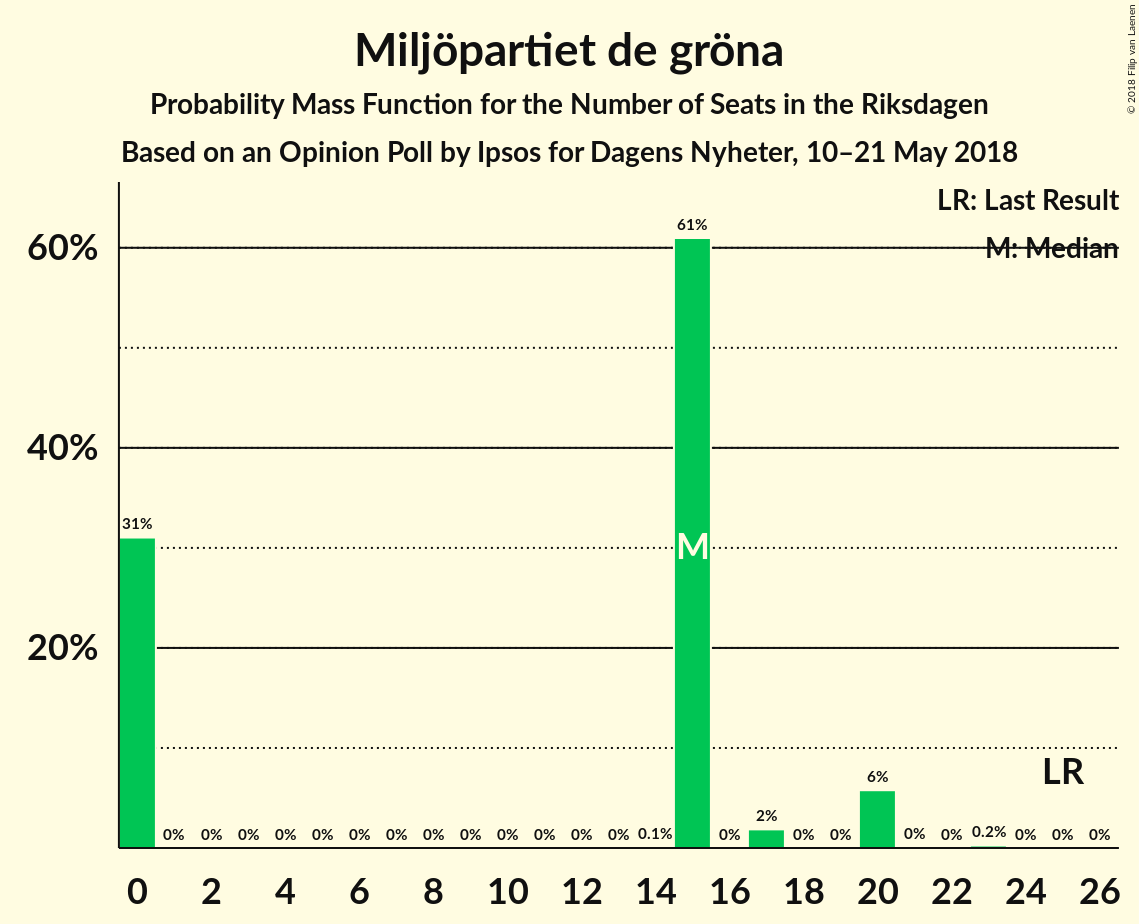 Miljöpartiet de gröna
Probability Mass Function for the Number of Seats in the Riksdagen
Based on an Opinion Poll by Ipsos for Dagens Nyheter, 10–21 May 2018
© 2018 Filip van Laenen
LR: Last Result
M: Median
60%
40%
20%
31%
0% 0% 0% 0% 0% 0% 0% 0% 0% 0% 0% 0% 0% 0.1%
61%
M
0%
2%
0% 0%
6%
0% 0% 0.2% 0% 0% 0%
LR
0 2 4 6 8 10 12 14 16 18 20 22 24 26